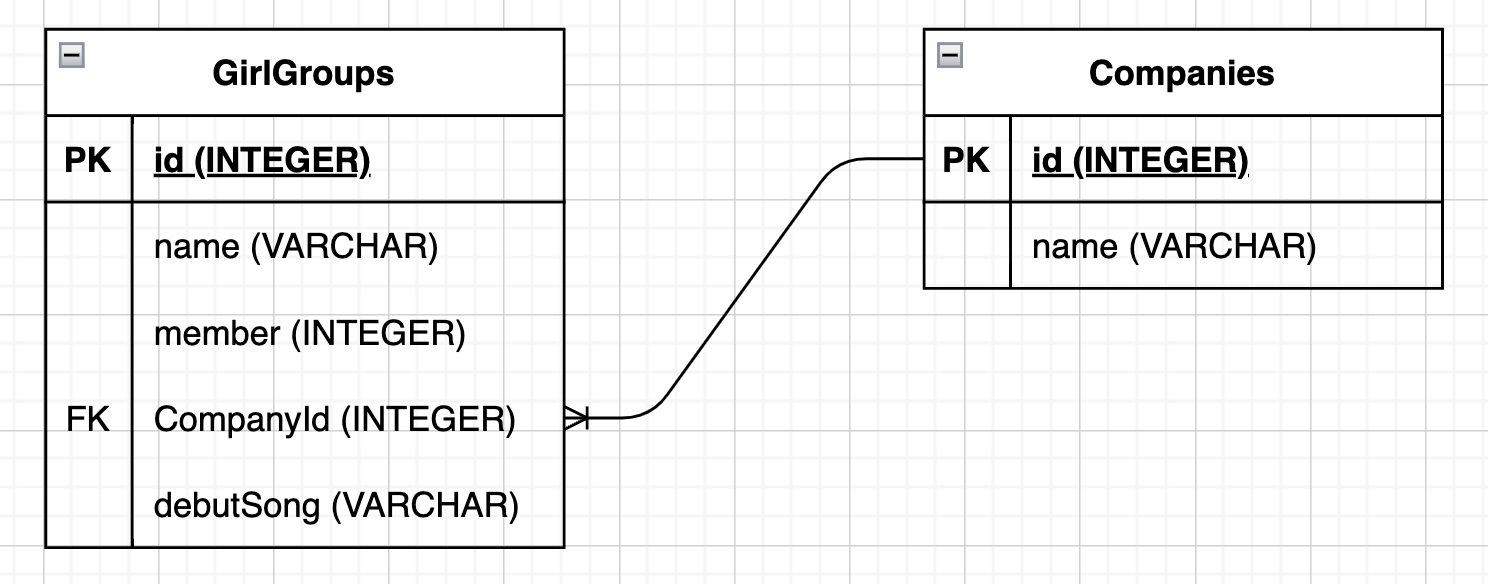 GirlGroups
PK id (INTEGER)
name (VARCHAR)
member (INTEGER)
FK CompanyId (INTEGER)
debutSong (VARCHAR)
Companies
PK id (INTEGER)
name (VARCHAR)